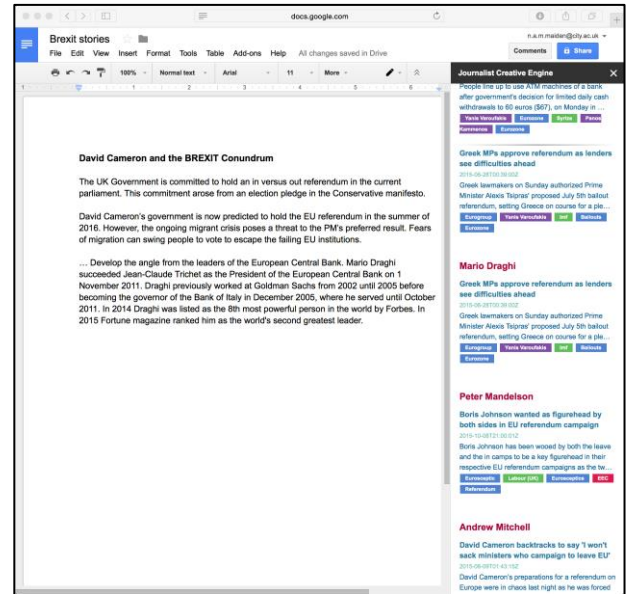 docs.google.com
Brexit stories
n.a.m.maiden@city.ac.uk
File Edit View Insert Format Tools Table Add-ons Help All changes saved in Drive
Comments
Share
100% Normal text Arial 11 More
Journalist Creative Engine X
1 1 2 3 4 5 6
David Cameron and the BREXIT Conundrum
The UK Government is committed to hold an in versus out referendum in the current
parliament. This commitment arose from an election pledge in the Conservative manifesto.
David Cameron's government is now predicted to hold the EU referendum in the summer of
2016. However, the ongoing migrant crisis poses a threat to the PM's preferred result. Fears
of migration can swing people to vote to escape the failing EU institutions.
… Develop the angle from the leaders of the European Central Bank. Mario Draghi
succeeded Jean-Claude Trichet as the President of the European Central Bank on 1
November 2011. Draghi previously worked at Goldman Sachs from 2002 until 2005 before
becoming the governor of the Bank of Italy in December 2005, where he served until October
2011. In 2014 Draghi was listed as the 8th most powerful person in the world by Forbes. In
2015 Fortune magazine ranked him as the world's second greatest leader.
People line up to use ATM machines of a bank
after government's decision for limited daily cash
withdrawals to 60 euros ($67), on Monday in ...
Yanis Varoufakis Eurozone Syriza Panos
Kammenos Eurozone
Greek MPs approve referendum as lenders
see difficulties ahead
Greek lawmakers on Sunday authorized Prime
Minister Alexis Tsipras' proposed July 5th bailout
referendum, setting Greece on course for a ple...
Eurogroup Yanis Varoufakis Imf Bailouts
Eurozone
Mario Draghi
Greek MPs approve referendum as lenders
see difficulties ahead
Greek lawmakers on Sunday authorized Prime
Minister Alexis Tsipras' proposed July 5th bailout
referendum, setting Greece on course for a ple...
Eurogroup Yanis Varoufakis Imf Bailouts
Eurozone
Peter Mandelson
Boris Johnson wanted as figurehead by
both sides in EU referendum campaign
2015-10-08T21:00:01Z
Boris Johnson has been wooed by both the leave
and the in camps to be a key figurehead in their
respective EU referendum campaigns as the tw...
Eurosceptic Labour (UK) Eurosceptics EEC
Referendum
Andrew Mitchell
David Cameron backtracks to say 'I won't
sack ministers who campaign to leave EU'
David Cameron's preparations for a referendum on
Europe were in chaos last night as he was forced